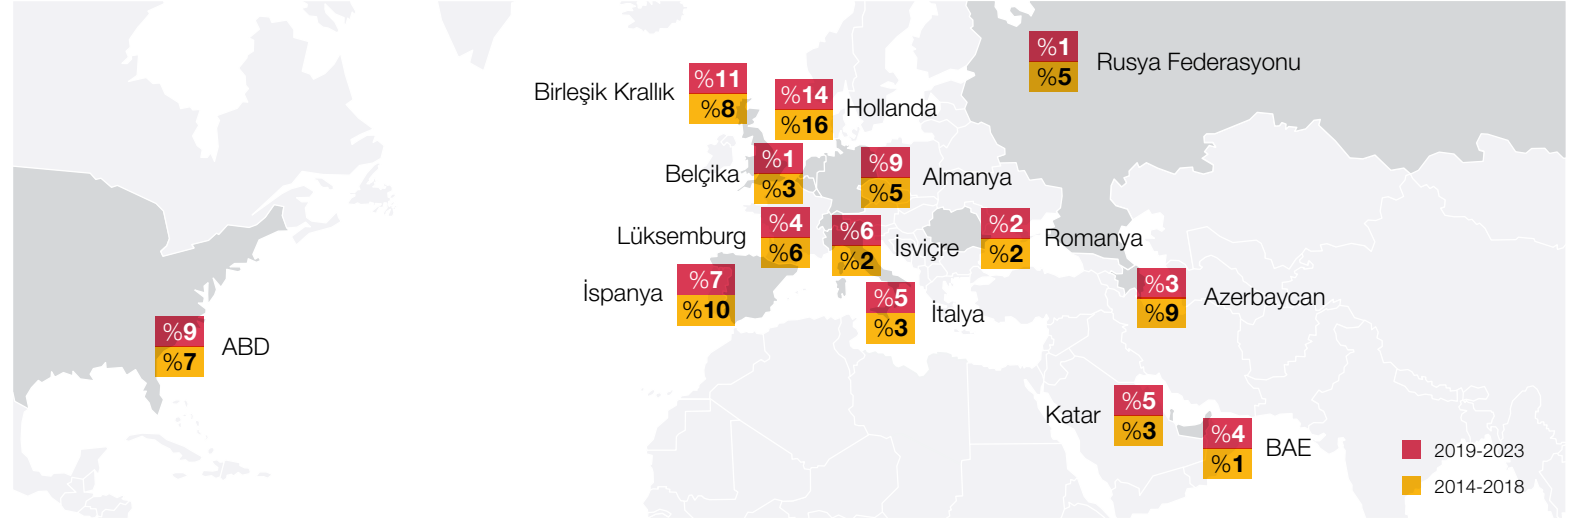 %1
%5
Rusya Federasyonu
Birleşik Krallık
%11
%8
%14
%16
Hollanda
Belçika
%1
%3
%9
%5
Almanya
Lüksemburg
%4
%6
%6
%2
İsviçre
%2
%2
Romanya
İspanya
%7
%10
%5
%3
İtalya
%3
%9
Azerbaycan
%9
%7
ABD
Katar
%5
%3
%4
%1
BAE
2019-2023
2014-2018